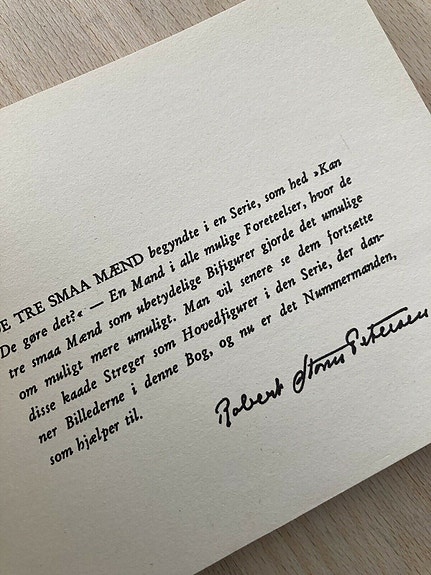 DE TRE SMAA MÆND begyndte i en Serie, som hed »Kan
De gøre det?« — En Mand i alle mulige Foreteelser, hvor de
tre smaa Mænd som ubetydelige Bifigurer gjorde det umulige
om muligt mere umuligt. Man vil senere se dem fortsætte
disse kaade Streger som Hovedfigurer i den Serie, der dan-
ner Billederne i denne Bog, og nu er det Nummermanden,
som hjælper til.
Robert Storm Petersen